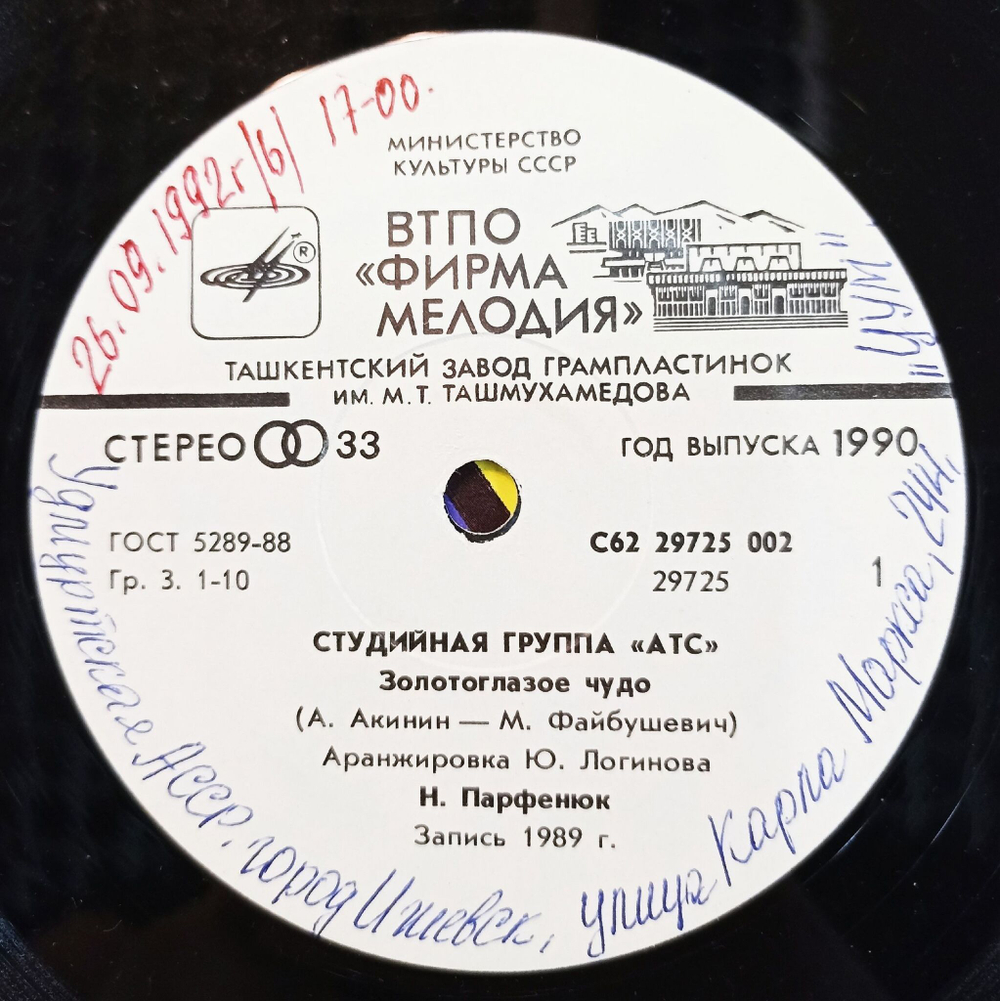 26.09.1992г /6/ 17-00.
МИНИСТЕРСТВО
КУЛЬТУРЫ СССР
ВТПО
«ФИРМА
МЕЛОДИЯ»
R
ТАШКЕНТСКИЙ ЗАВОД ГРАМПЛАСТИНОК
ИМ. М. Т. ТАШМУХАМЕДОВА
СТЕРЕО 33
ГОД ВЫПУСКА 1990
ГОСТ 5289-88
Гр. 3. 1-10
С62 29725 002
29725
1
СТУДИЙНАЯ ГРУППА «АТС»
Золотоглазое чудо
(А. Акинин — М. Файбушевич)
Аранжировка Ю. Логинова
Н. Парфенюк
Запись 1989 г.
Удмуртская АССР, город Ижевск, улица Карла Маркса, 244,
"ЦУМ"